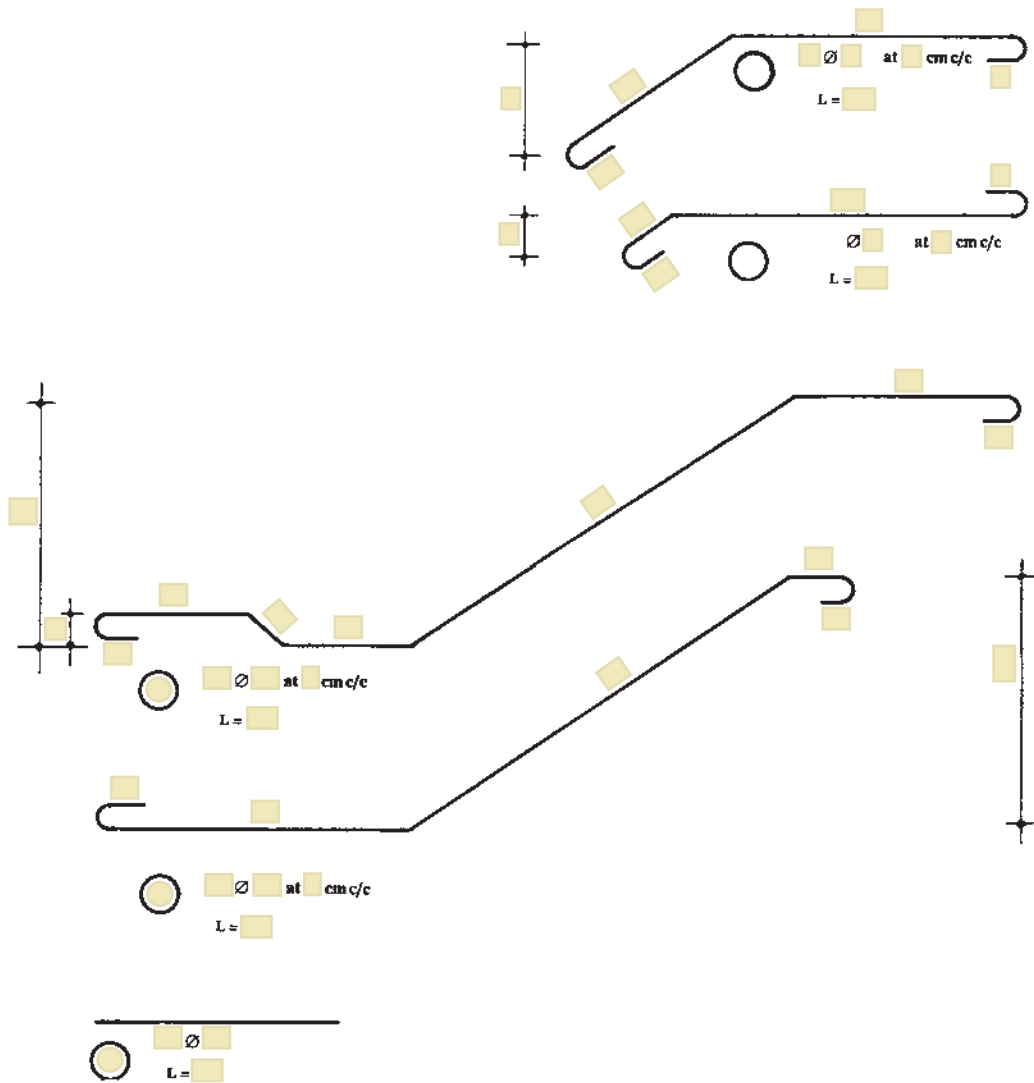 ∅ at cm c/c
L =
∅ at cm c/c
L =
∅ at cm c/c
L =
∅ at cm c/c
L =
∅
L =